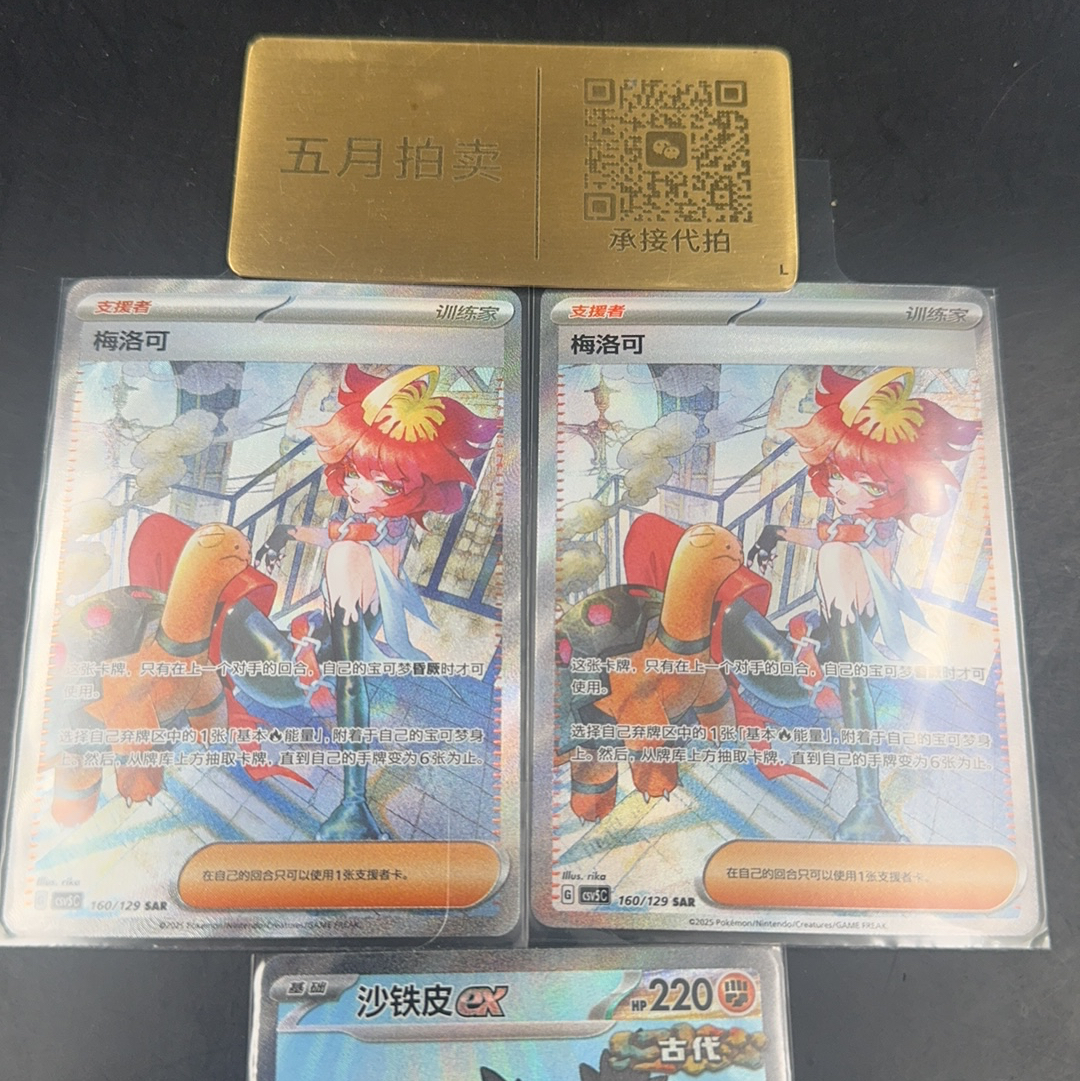 五月拍卖
承接代拍
L
支援者 训练家
梅洛可
这张卡牌，只有在上一个对手的回合，自己的宝可梦昏厥时才可
使用。
选择自己弃牌区中的1张「基本 能量」，附着于自己的宝可梦身
上。然后，从牌库上方抽取卡牌，直到自己的手牌变为6张为止。
在自己的回合只可以使用1张支援者卡。
Illus. rika
CSV5C 160/129 SAR
©2025 Pokémon/Nintendo/Creatures/GAME FREAK.
支援者 训练家
梅洛可
这张卡牌，只有在上一个对手的回合，自己的宝可梦昏厥时才可
使用。
选择自己弃牌区中的1张「基本 能量」，附着于自己的宝可梦身
上。然后，从牌库上方抽取卡牌，直到自己的手牌变为6张为止。
在自己的回合只可以使用1张支援者卡。
Illus. rika
G CSV5C 160/129 SAR
©2025 Pokémon/Nintendo/Creatures/GAME FREAK.
基础 沙铁皮ex HP 220
古代